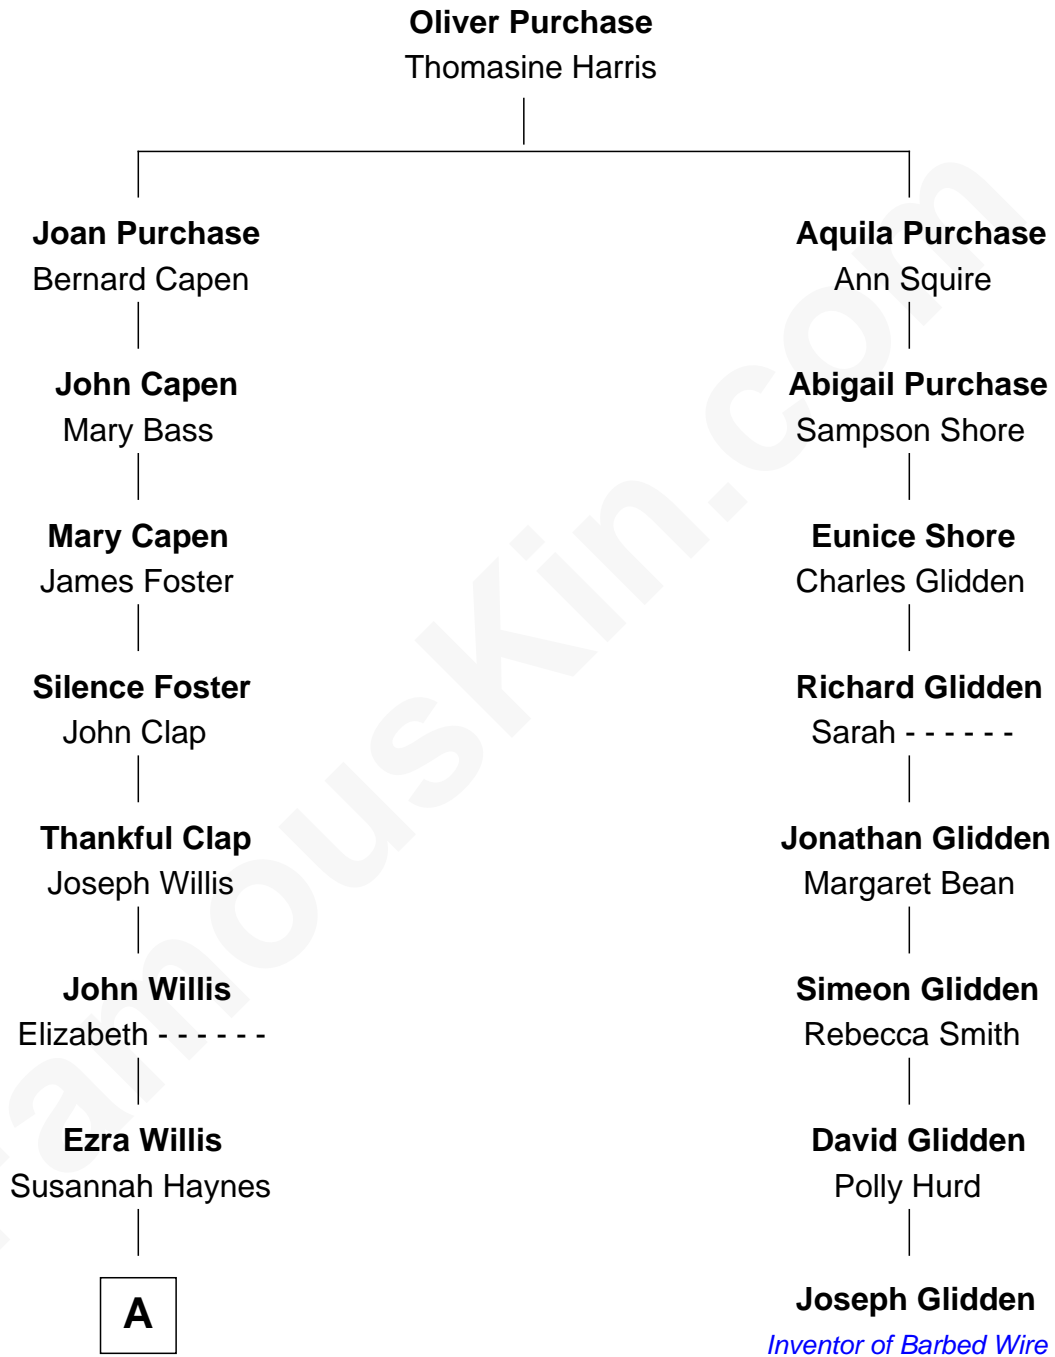 Oliver Purchase
Thomasine Harris
Joan Purchase
Bernard Capen
Aquila Purchase
Ann Squire
John Capen
Mary Bass
Abigail Purchase
Sampson Shore
Mary Capen
James Foster
Eunice Shore
Charles Glidden
Silence Foster
John Clap
Richard Glidden
Sarah - - - - - -
Thankful Clap
Joseph Willis
Jonathan Glidden
Margaret Bean
John Willis
Elizabeth - - - - - -
Simeon Glidden
Rebecca Smith
Ezra Willis
Susannah Haynes
David Glidden
Polly Hurd
A
Joseph Glidden
Inventor of Barbed Wire
FamousKin.com